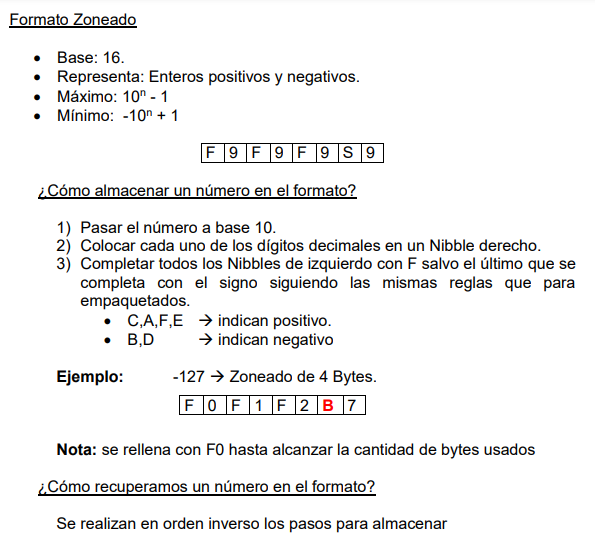 Formato Zoneado
• Base: 16.
• Representa: Enteros positivos y negativos.
• Máximo: 10ⁿ - 1
• Mínimo: -10ⁿ + 1
F 9 F 9 F 9 S 9
¿Cómo almacenar un número en el formato?
1) Pasar el número a base 10.
2) Colocar cada uno de los dígitos decimales en un Nibble derecho.
3) Completar todos los Nibbles de izquierdo con F salvo el último que se
completa con el signo siguiendo las mismas reglas que para
empaquetados.
• C,A,F,E → indican positivo.
• B,D → indican negativo
Ejemplo: -127 → Zoneado de 4 Bytes.
F 0 F 1 F 2 B 7
Nota: se rellena con F0 hasta alcanzar la cantidad de bytes usados
¿Cómo recuperamos un número en el formato?
Se realizan en orden inverso los pasos para almacenar